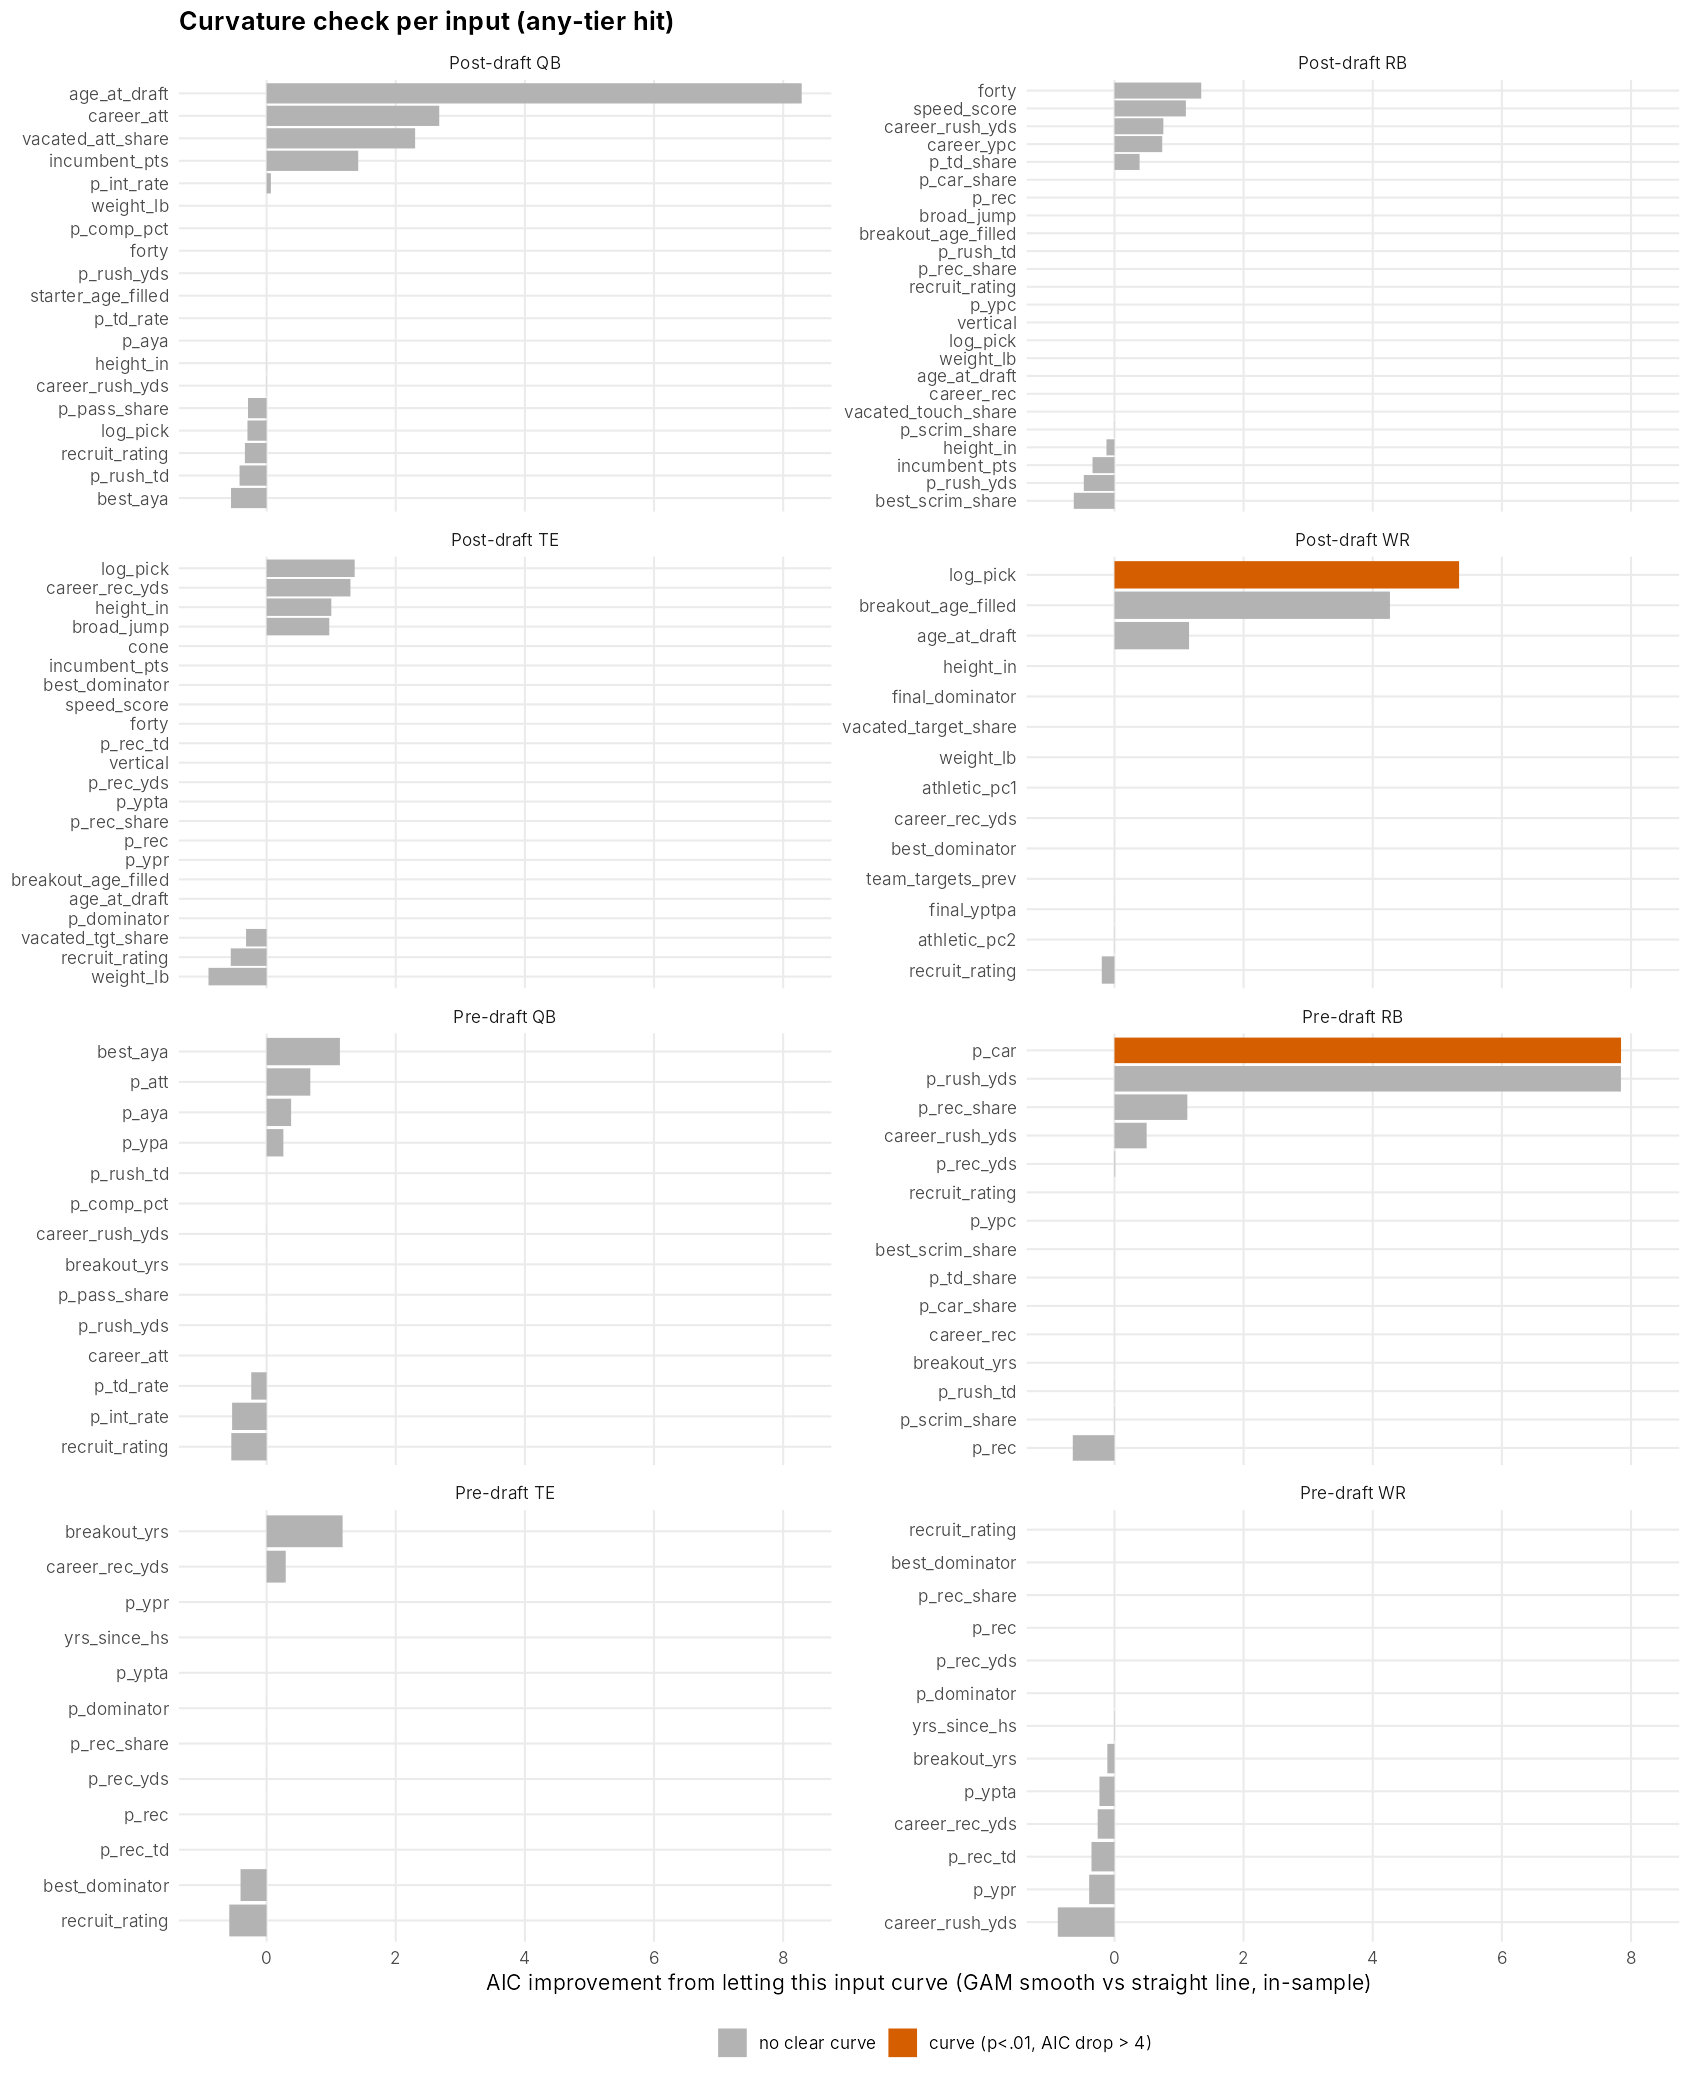 Curvature check per input (any-tier hit)
Post-draft QB
age_at_draft
career_att
vacated_att_share
incumbent_pts
p_int_rate
weight_lb
p_comp_pct
forty
p_rush_yds
starter_age_filled
p_td_rate
p_aya
height_in
career_rush_yds
p_pass_share
log_pick
recruit_rating
p_rush_td
best_aya
Post-draft RB
forty
speed_score
career_rush_yds
career_ypc
p_td_share
p_car_share
p_rec
broad_jump
breakout_age_filled
p_rush_td
p_rec_share
recruit_rating
p_ypc
vertical
log_pick
weight_lb
age_at_draft
career_rec
vacated_touch_share
p_scrim_share
height_in
incumbent_pts
p_rush_yds
best_scrim_share
Post-draft TE
log_pick
career_rec_yds
height_in
broad_jump
cone
incumbent_pts
best_dominator
speed_score
forty
p_rec_td
vertical
p_rec_yds
p_ypta
p_rec_share
p_rec
p_ypr
breakout_age_filled
age_at_draft
p_dominator
vacated_tgt_share
recruit_rating
weight_lb
Post-draft WR
log_pick
breakout_age_filled
age_at_draft
height_in
final_dominator
vacated_target_share
weight_lb
athletic_pc1
career_rec_yds
best_dominator
team_targets_prev
final_yptpa
athletic_pc2
recruit_rating
Pre-draft QB
best_aya
p_att
p_aya
p_ypa
p_rush_td
p_comp_pct
career_rush_yds
breakout_yrs
p_pass_share
p_rush_yds
career_att
p_td_rate
p_int_rate
recruit_rating
Pre-draft RB
p_car
p_rush_yds
p_rec_share
career_rush_yds
p_rec_yds
recruit_rating
p_ypc
best_scrim_share
p_td_share
p_car_share
career_rec
breakout_yrs
p_rush_td
p_scrim_share
p_rec
Pre-draft TE
breakout_yrs
career_rec_yds
p_ypr
yrs_since_hs
p_ypta
p_dominator
p_rec_share
p_rec_yds
p_rec
p_rec_td
best_dominator
recruit_rating
0 2 4 6 8
Pre-draft WR
recruit_rating
best_dominator
p_rec_share
p_rec
p_rec_yds
p_dominator
yrs_since_hs
breakout_yrs
p_ypta
career_rec_yds
p_rec_td
p_ypr
career_rush_yds
0 2 4 6 8
AIC improvement from letting this input curve (GAM smooth vs straight line, in-sample)
no clear curve
curve (p<.01, AIC drop > 4)